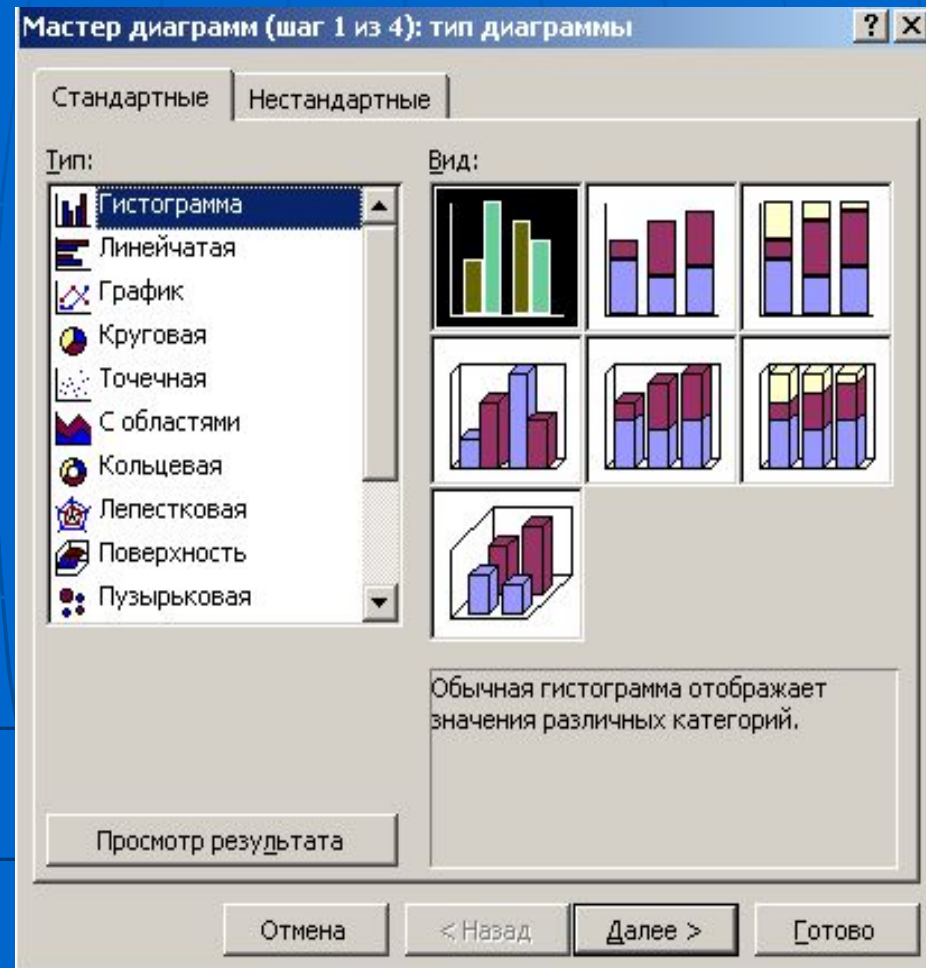 Мастер диаграмм (шаг 1 из 4): тип диаграммы
Стандартные
Нестандартные
Тип:
Гистограмма
Линейчатая
График
Круговая
Точечная
С областями
Кольцевая
Лепестковая
Поверхность
Пузырьковая
Вид:
Обычная гистограмма отображает
значения различных категорий.
Просмотр результата
Отмена
< Назад
Далее >
Готово